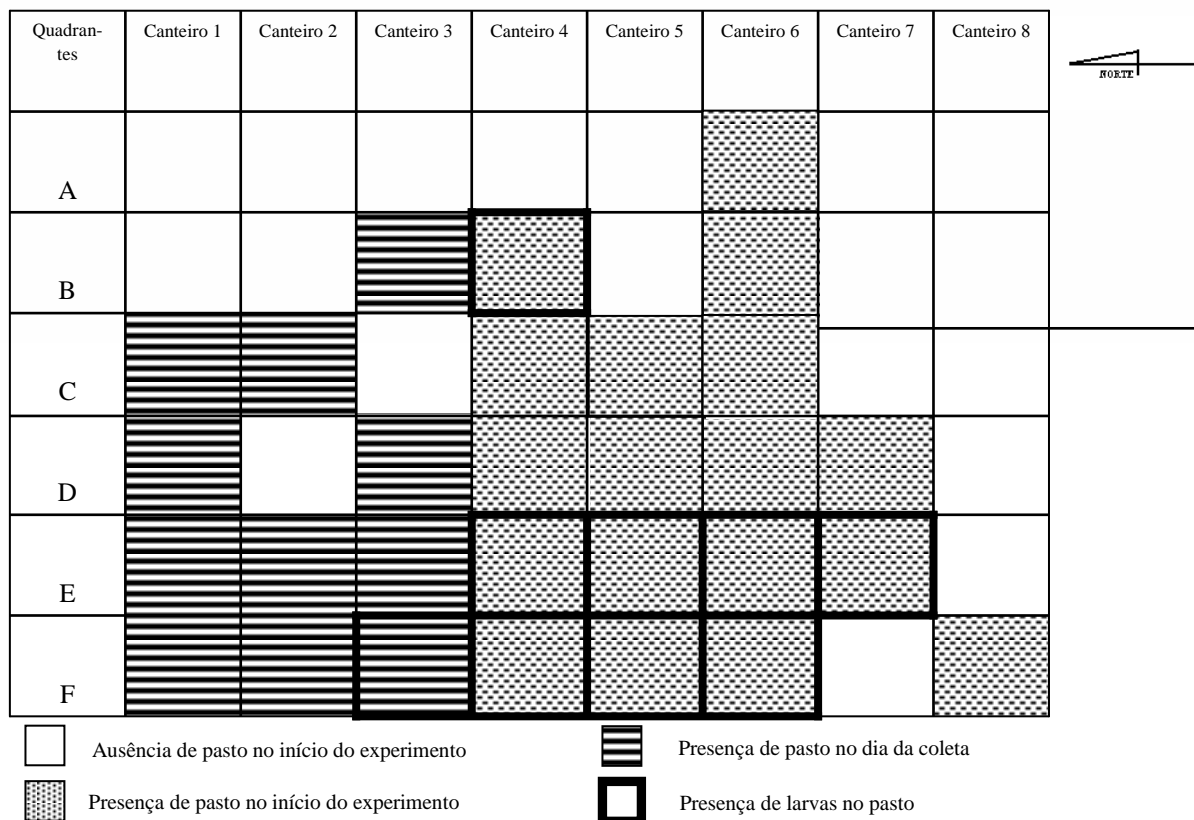 Quadran-
tes
Canteiro 1
Canteiro 2
Canteiro 3
Canteiro 4
Canteiro 5
Canteiro 6
Canteiro 7
Canteiro 8
NORTE
A
B
C
D
E
F
Ausência de pasto no início do experimento
Presença de pasto no dia da coleta
Presença de pasto no início do experimento
Presença de larvas no pasto